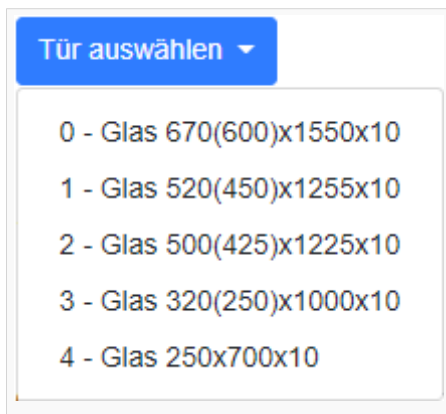 Tür auswählen
0 - Glas 670(600)x1550x10
1 - Glas 520(450)x1255x10
2 - Glas 500(425)x1225x10
3 - Glas 320(250)x1000x10
4 - Glas 250x700x10